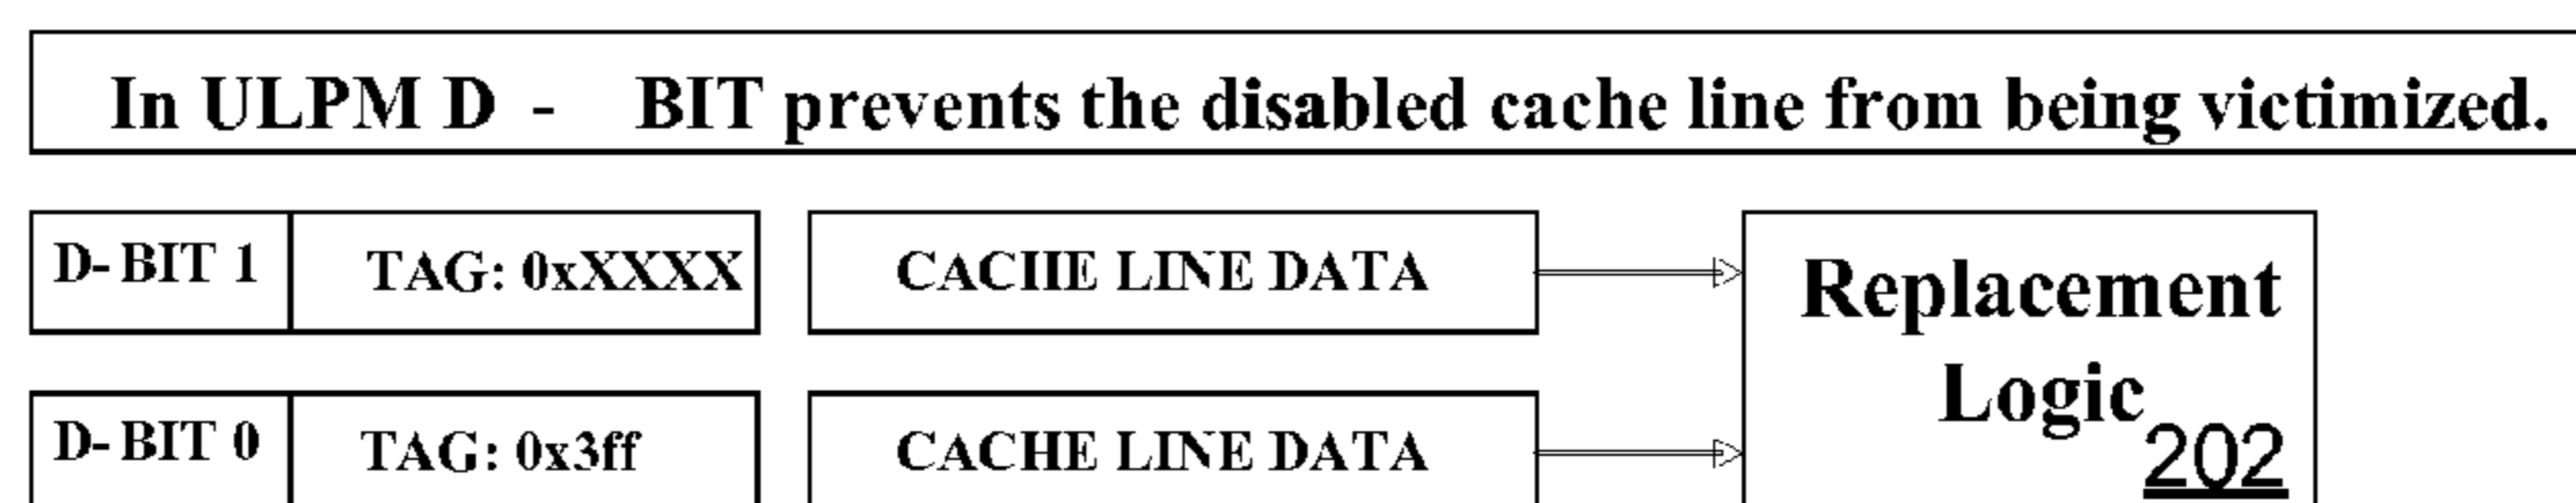 In ULPM D - BIT prevents the disabled cache line from being victimized.
D-BIT 1 TAG: 0xXXXX CACHE LINE DATA
Replacement
Logic
202
D-BIT 0 TAG: 0x3ff CACHE LINE DATA